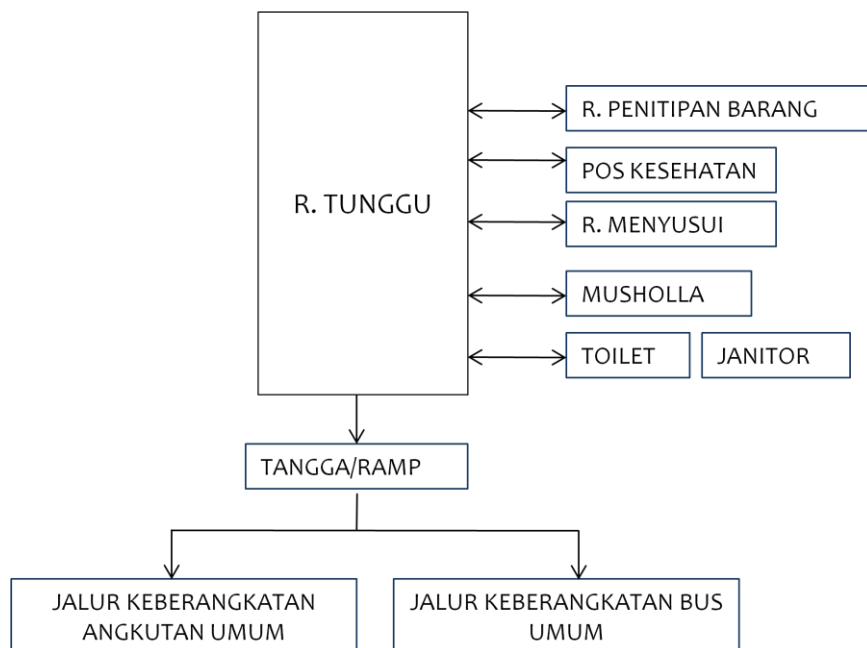 R. TUNGGU
R. PENITIPAN BARANG
POS KESEHATAN
R. MENYUSUI
MUSHOLLA
TOILET
JANITOR
TANGGA/RAMP
JALUR KEBERANGKATAN
ANGKUTAN UMUM
JALUR KEBERANGKATAN BUS
UMUM